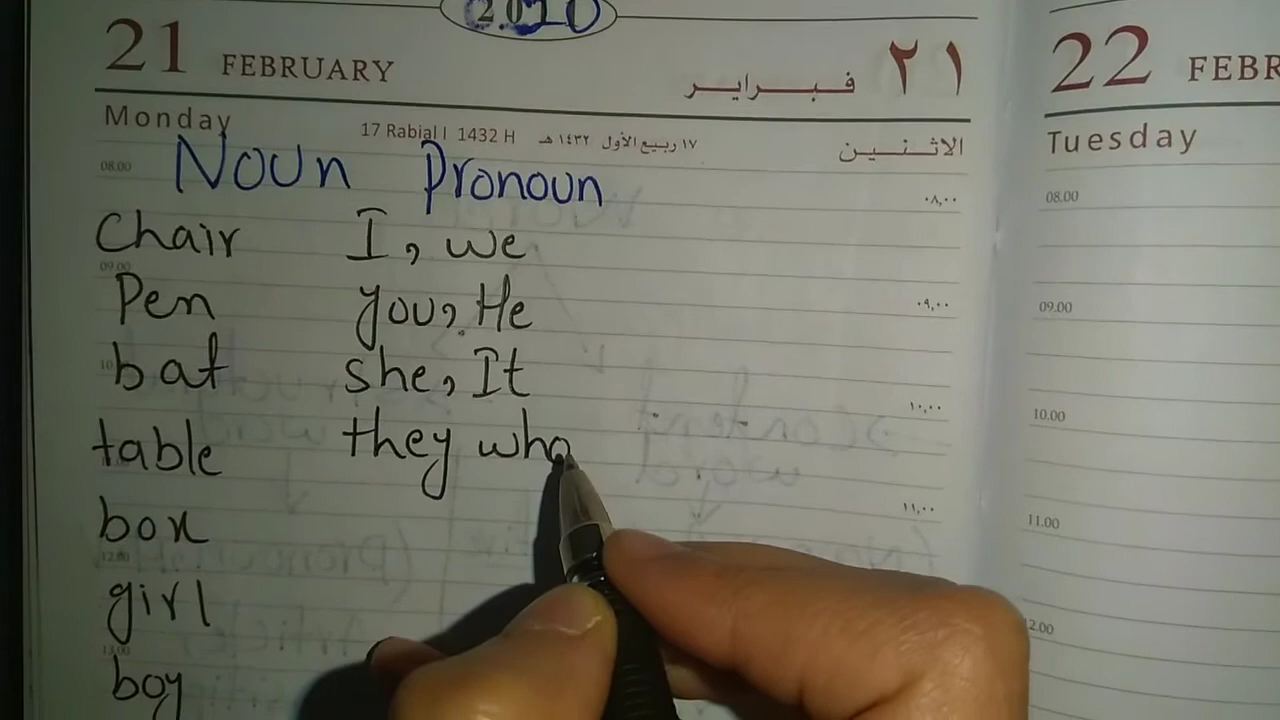 2010
21 FEBRUARY فبراير ٢١
Monday 17 Rabial I 1432 H ١٧ ربيع الأول ١٤٣٢ هـ الاثنين
08.00 Noun Pronoun ٠٨,٠٠
Chair I, we
09.00
Pen you, He ٠٩,٠٠
bat she, It
10
١٠,٠٠
table they who
١١,٠٠
box
12.00
girl
13.00
boy
22 FEBR
Tuesday
08.00
09.00
10.00
11.00
12.00